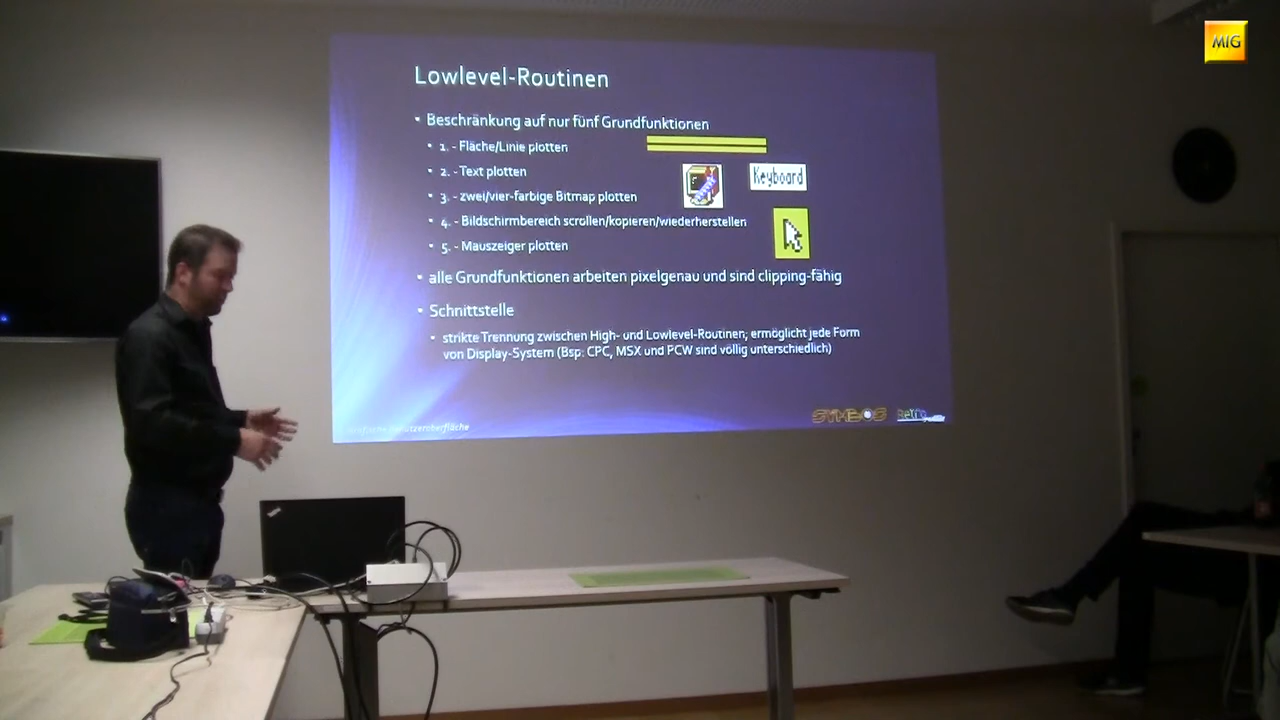 MIG
Lowlevel-Routinen
• Beschränkung auf nur fünf Grundfunktionen
• 1. - Fläche/Linie plotten
• 2. - Text plotten
Keyboard
• 3. - zwei/vier-farbige Bitmap plotten
• 4. - Bildschirmbereich scrollen/kopieren/wiederherstellen
• 5. - Mauszeiger plotten
• alle Grundfunktionen arbeiten pixelgenau und sind clipping-fähig
• Schnittstelle
• strikte Trennung zwischen High- und Lowlevel-Routinen; ermöglicht jede Form
von Display-System (Bsp: CPC, MSX und PCW sind völlig unterschiedlich)
SYMBOS